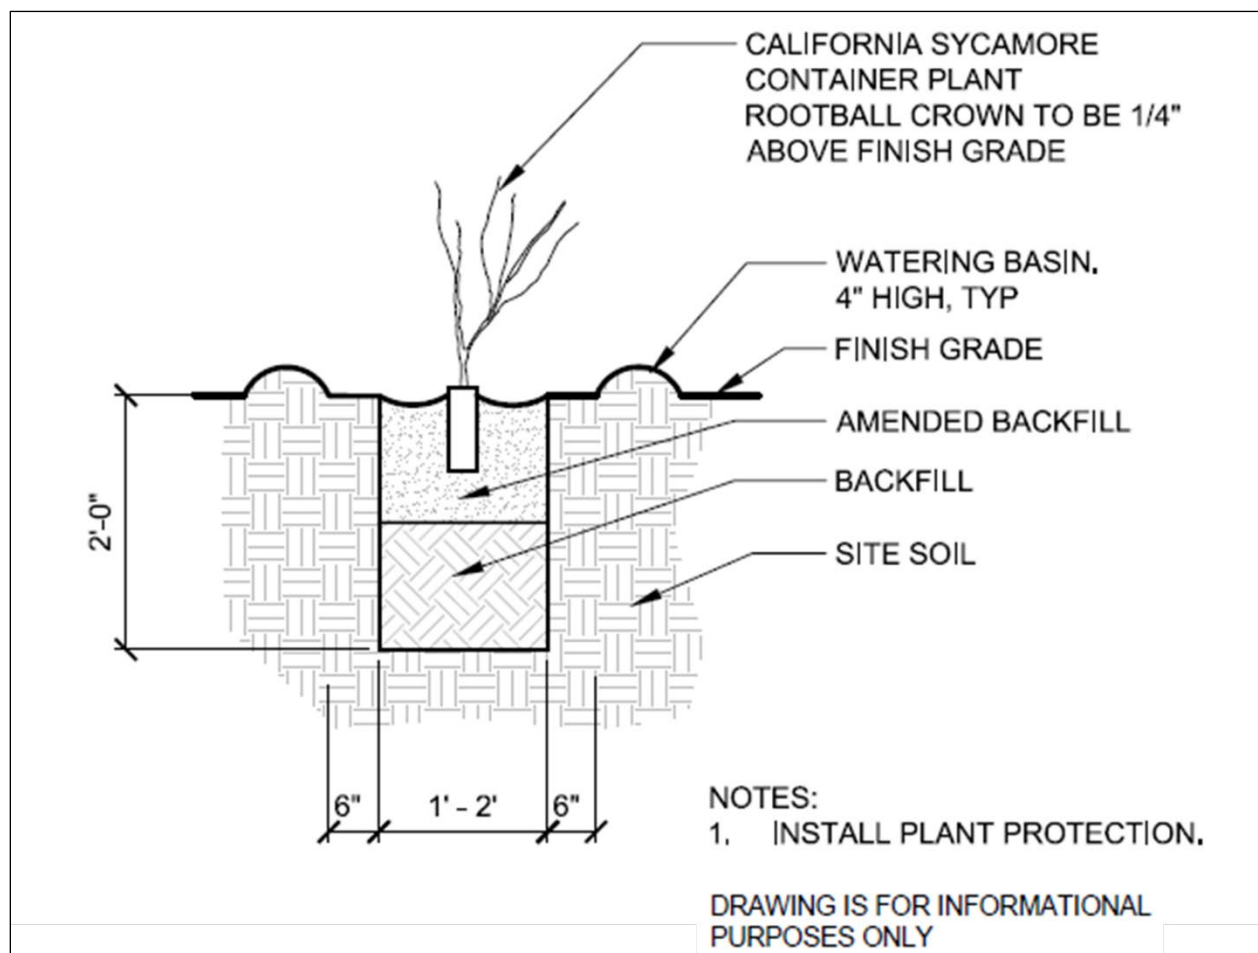 CALIFORNIA SYCAMORE
CONTAINER PLANT
ROOTBALL CROWN TO BE 1/4"
ABOVE FINISH GRADE
WATERING BASIN,
4" HIGH, TYP
FINISH GRADE
AMENDED BACKFILL
BACKFILL
SITE SOIL
2'-0"
6"
1' - 2'
6"
NOTES:
1. INSTALL PLANT PROTECTION.
DRAWING IS FOR INFORMATIONAL
PURPOSES ONLY